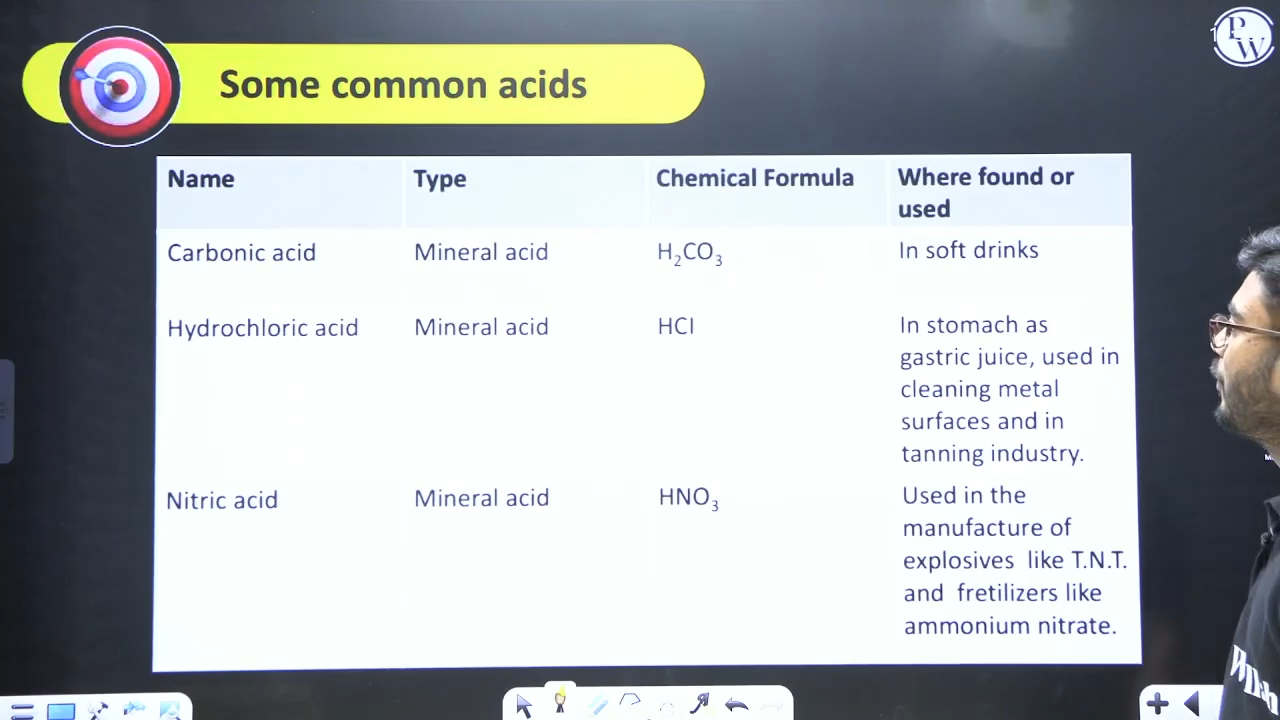 Some common acids
PW
Name Type Chemical Formula Where found or
used
Carbonic acid Mineral acid H₂CO₃ In soft drinks
Hydrochloric acid Mineral acid HCl In stomach as
gastric juice, used in
cleaning metal
surfaces and in
tanning industry.
Nitric acid Mineral acid HNO₃ Used in the
manufacture of
explosives like T.N.T.
and fretilizers like
ammonium nitrate.